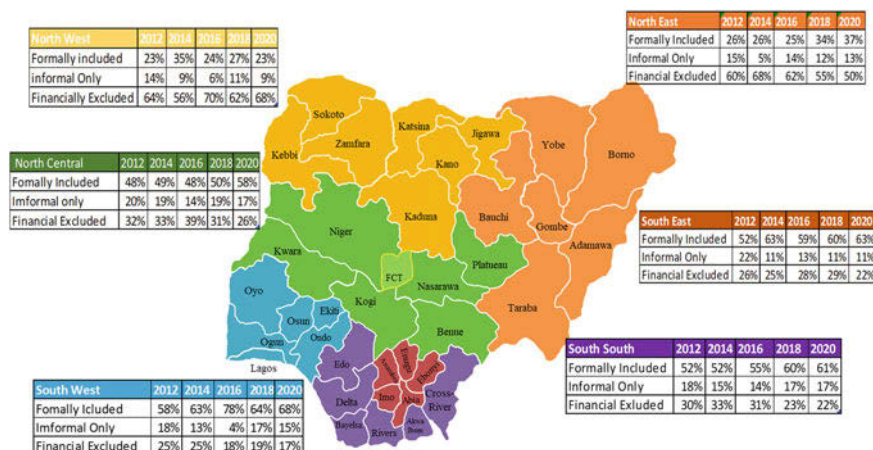 North West 2012 2014 2016 2018 2020
Formally included 23% 35% 24% 27% 23%
informal Only 14% 9% 6% 11% 9%
Financially Excluded 64% 56% 70% 62% 68%
North East 2012 2014 2016 2018 2020
Formally Included 26% 26% 25% 34% 37%
Informal Only 15% 5% 14% 12% 13%
Financial Excluded 60% 68% 62% 55% 50%
North Central 2012 2014 2016 2018 2020
Fomally Included 48% 49% 48% 50% 58%
Imformal only 20% 19% 14% 19% 17%
Financial Excluded 32% 33% 39% 31% 26%
South East 2012 2014 2016 2018 2020
Formally Included 52% 63% 59% 60% 63%
Informal Only 22% 11% 13% 11% 11%
Financial Excluded 26% 25% 28% 29% 22%
South South 2012 2014 2016 2018 2020
Formally Included 52% 52% 55% 60% 61%
Informal Only 18% 15% 14% 17% 17%
Financial Exluded 30% 33% 31% 23% 22%
South West 2012 2014 2016 2018 2020
Fomally Icluded 58% 63% 78% 64% 68%
Imformal Only 18% 13% 4% 17% 15%
Financial Excluded 25% 25% 18% 19% 17%
Sokoto
Zamfara
Katsina
Jigawa
Yobe
Borno
Kebbi
Kano
Kaduna
Bauchi
Gombe
Adamawa
Niger
Kwara
FCT
Platueau
Nasarawa
Taraba
Oyo
Osun
Ekiti
Kogi
Benne
Ogun
Ondo
Lagos
Edo
Enugu
Ebonyi
Delta
Imo
Abia
Cross-
River
Bayelsa
Rivers
Akwa
Ibom